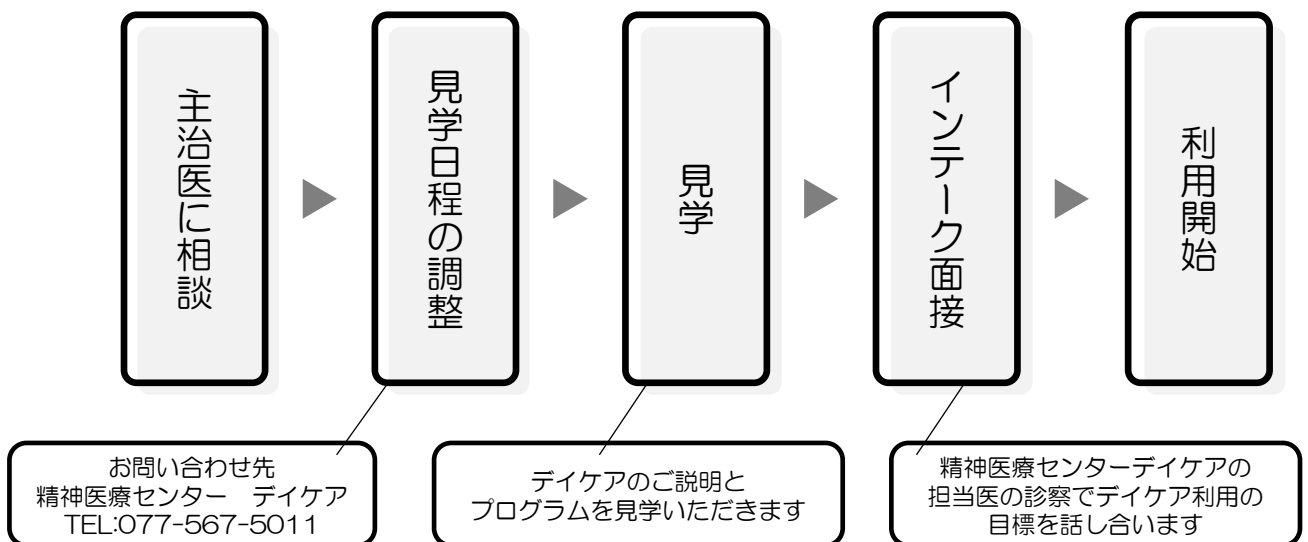 主治医に相談
見学日程の調整
見学
インテーク面接
利用開始
お問い合わせ先
精神医療センター　デイケア
TEL:077-567-5011
デイケアのご説明と
プログラムを見学いただきます
精神医療センターデイケアの
担当医の診察でデイケア利用の
目標を話し合います